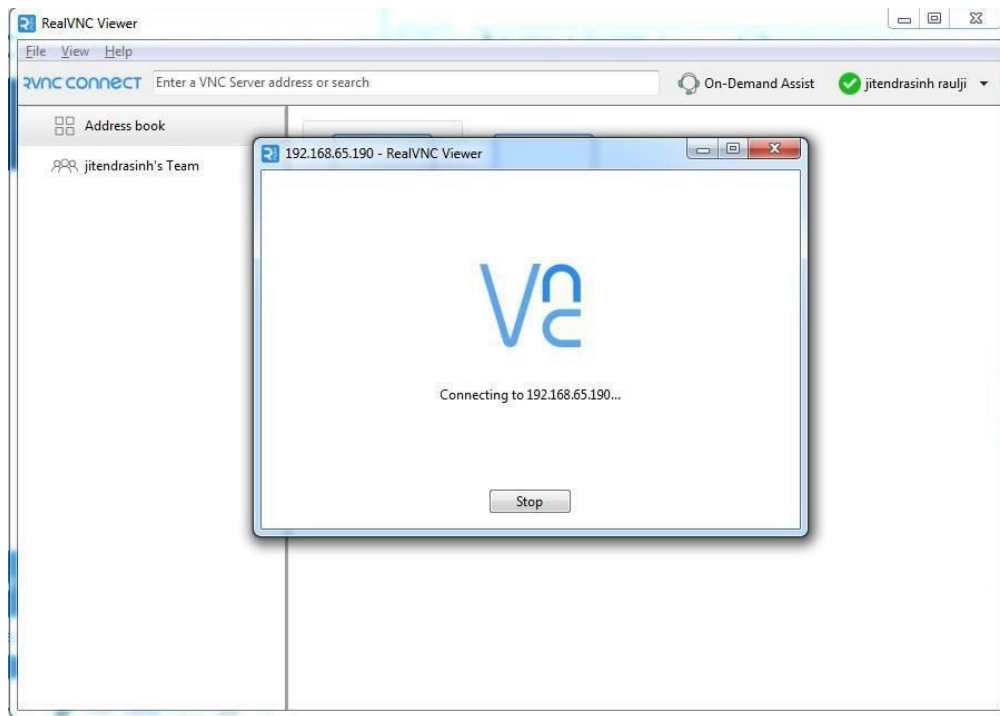 RealVNC Viewer
File View Help
RVNC CONNECT Enter a VNC Server address or search On-Demand Assist jitendrasinh raulji
Address book
jitendrasinh's Team
192.168.65.190 - RealVNC Viewer
Vnc
Connecting to 192.168.65.190...
Stop